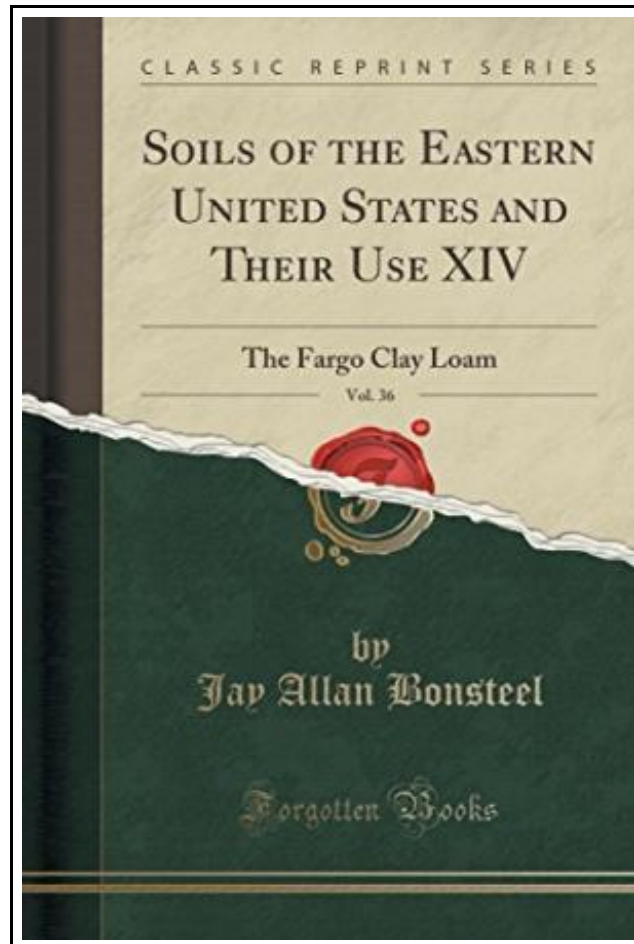 CLASSIC REPRINT SERIES
SOILS OF THE EASTERN
UNITED STATES AND
THEIR USE XIV
The Fargo Clay Loam
Vol. 36
by
Jay Allan Bonsteel
Forgotten Books